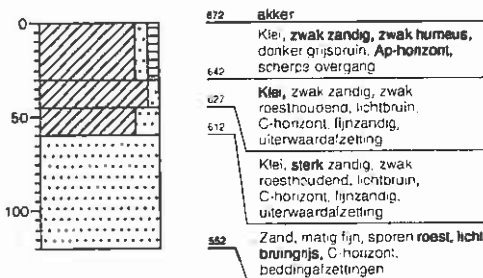 0
50
100
672 akker
Klei, zwak zandig, zwak humeus,
donker grijsbruin, Ap-horizont,
scherpe overgang
642
Klei, zwak zandig, zwak
627
roesthoudend, lichtbruin,
C-horizont, fijnzandig,
612
uiterwaardafzetting
Klei, sterk zandig, zwak
roesthoudend, lichtbruin,
C-horizont, fijnzandig,
uiterwaardafzetting
552 Zand, matig fijn, sporen roest, licht
bruingrijs, C-horizont,
beddingafzettingen